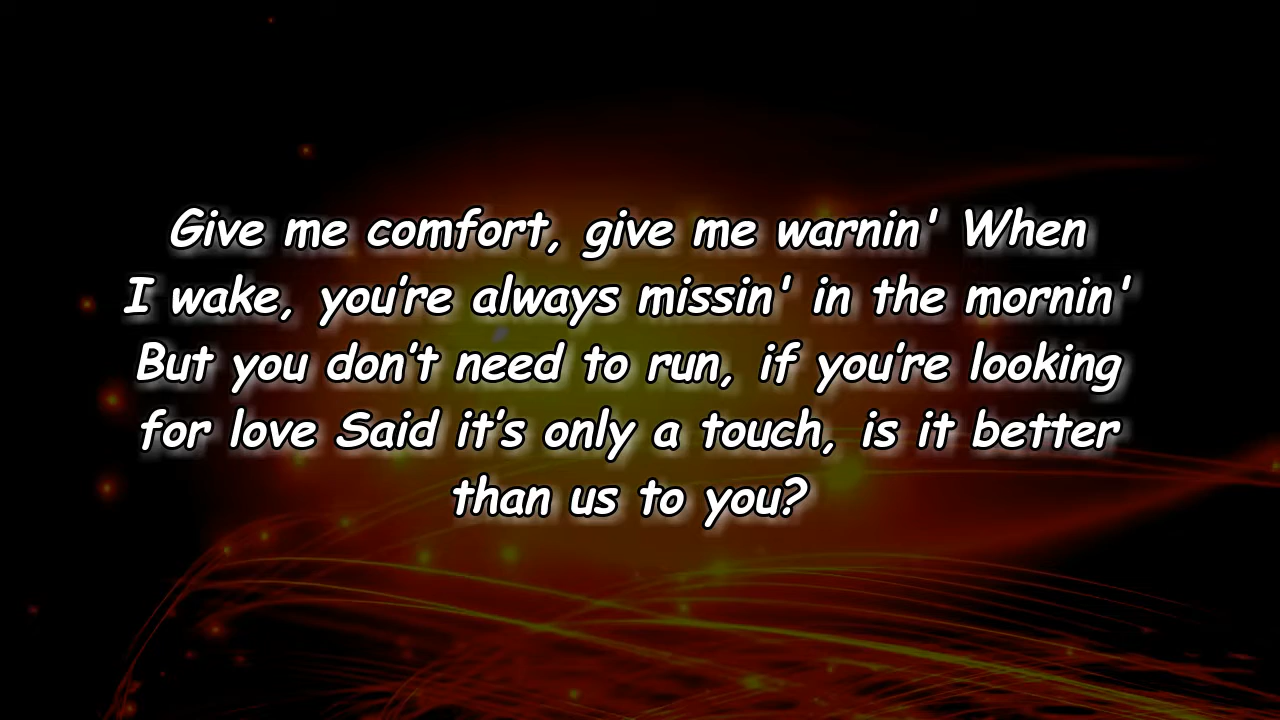 Give me comfort, give me warnin' When
I wake, you’re always missin' in the mornin'
But you don’t need to run, if you’re looking
for love Said it’s only a touch, is it better
than us to you?